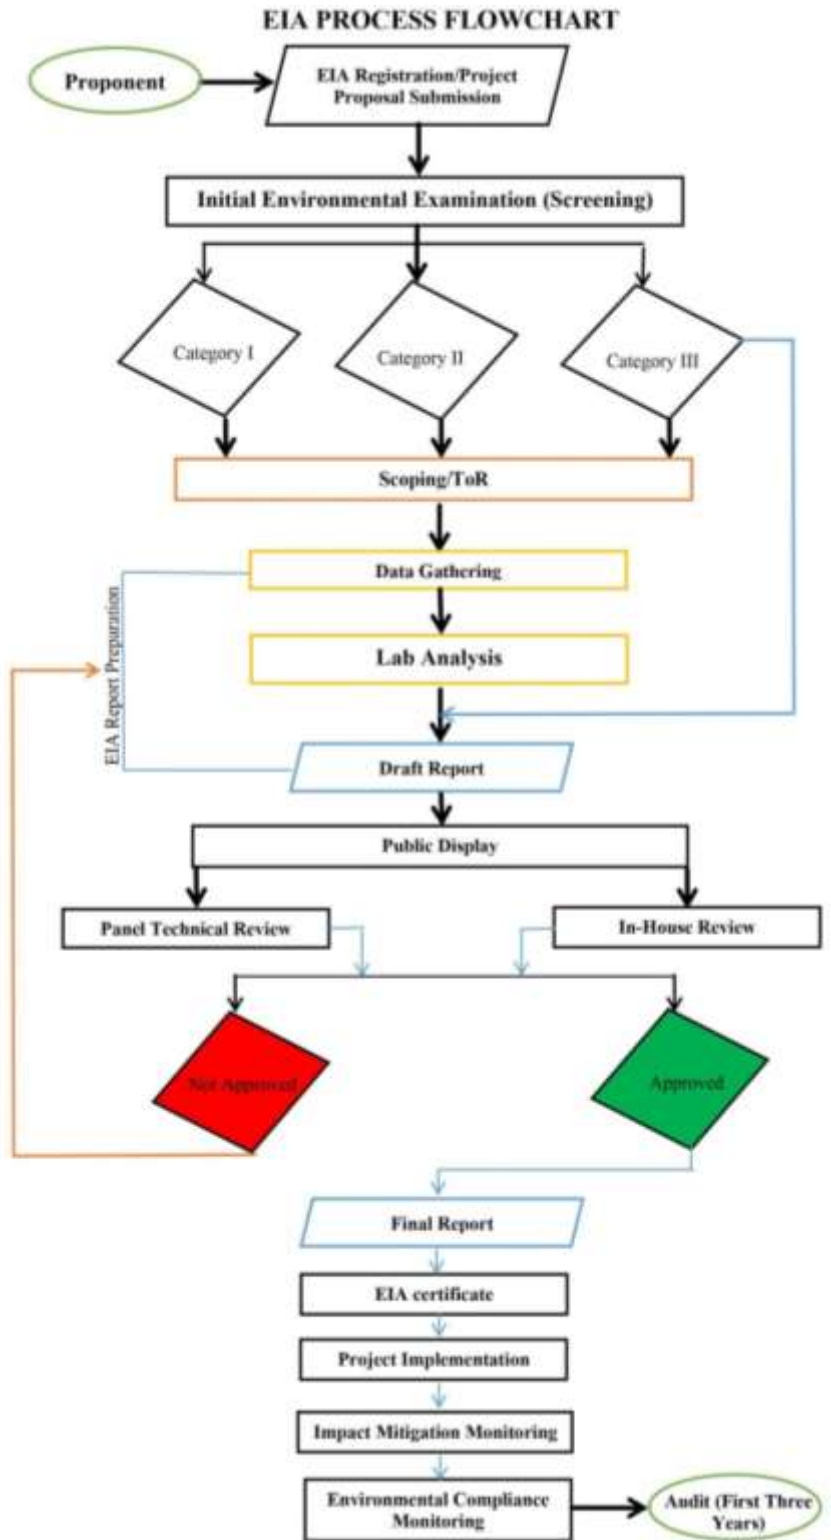 EIA PROCESS FLOWCHART
Proponent
EIA Registration/Project
Proposal Submission
Initial Environmental Examination (Screening)
Category I
Category II
Category III
Scoping/ToR
Data Gathering
EIA Report Preparation
Lab Analysis
Draft Report
Public Display
Panel Technical Review
In-House Review
Not Approved
Approved
Final Report
EIA certificate
Project Implementation
Impact Mitigation Monitoring
Environmental Compliance
Monitoring
Audit (First Three
Years)